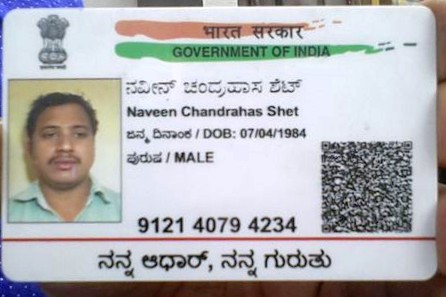 भारत सरकार
GOVERNMENT OF INDIA
ನವೀನ್ ಚಂದ್ರಹಾಸ ಶೆಟ್
Naveen Chandrahas Shet
ಜನ್ಮ ದಿನಾಂಕ / DOB: 07/04/1984
ಪುರುಷ / MALE
9121 4079 4234
ನನ್ನ ಆಧಾರ್, ನನ್ನ ಗುರುತು